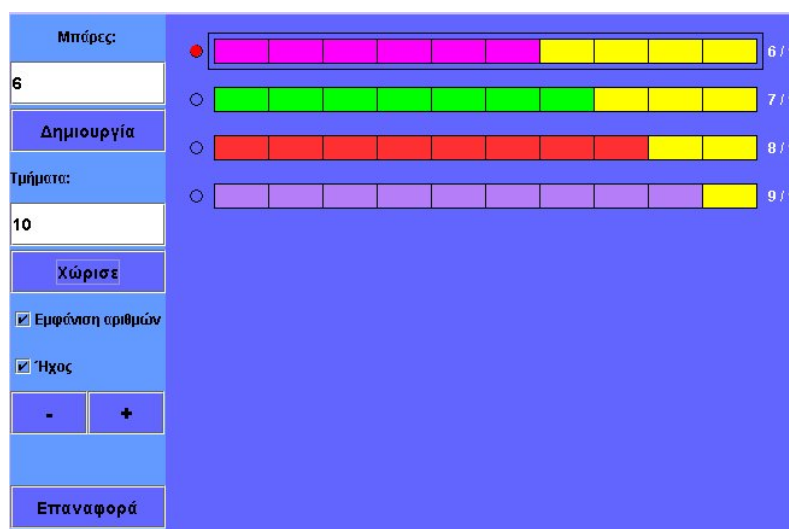 Μπάρες:
6
Δημιουργία
Τμήματα:
10
Χώρισε
Εμφάνιση αριθμών
Ήχος
- +
Επαναφορά
6 /
7 /
8 /
9 /